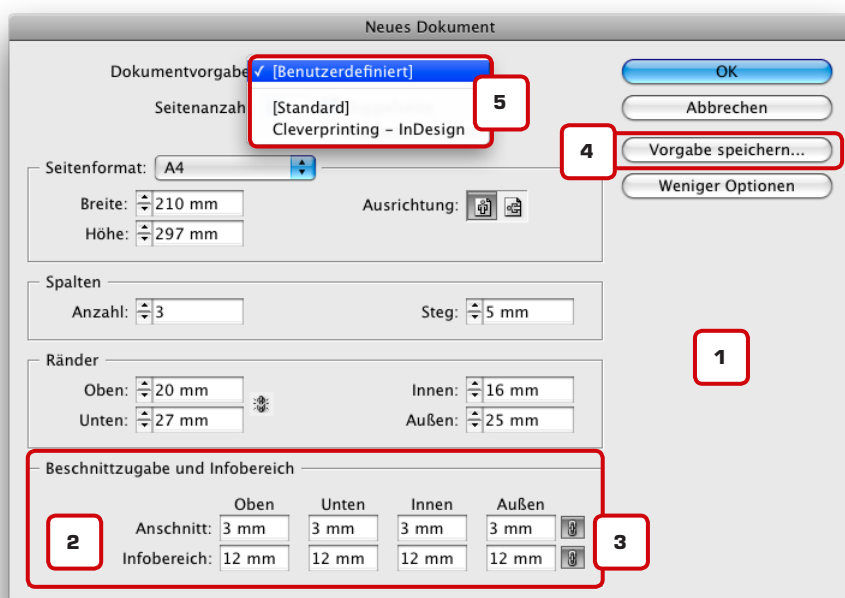 Neues Dokument
Dokumentvorgabe ✓ [Benutzerdefiniert]
OK
Seitenanzah
[Standard]
5
Abbrechen
Cleverprinting – InDesign
4
Vorgabe speichern...
Seitenformat: A4
Weniger Optionen
Breite: 210 mm
Ausrichtung:
Höhe: 297 mm
Spalten
Anzahl: 3
Steg: 5 mm
1
Ränder
Oben: 20 mm
Innen: 16 mm
Unten: 27 mm
Außen: 25 mm
Beschnittzugabe und Infobereich
Oben Unten Innen Außen
2
Anschnitt: 3 mm 3 mm 3 mm 3 mm
3
Infobereich: 12 mm 12 mm 12 mm 12 mm